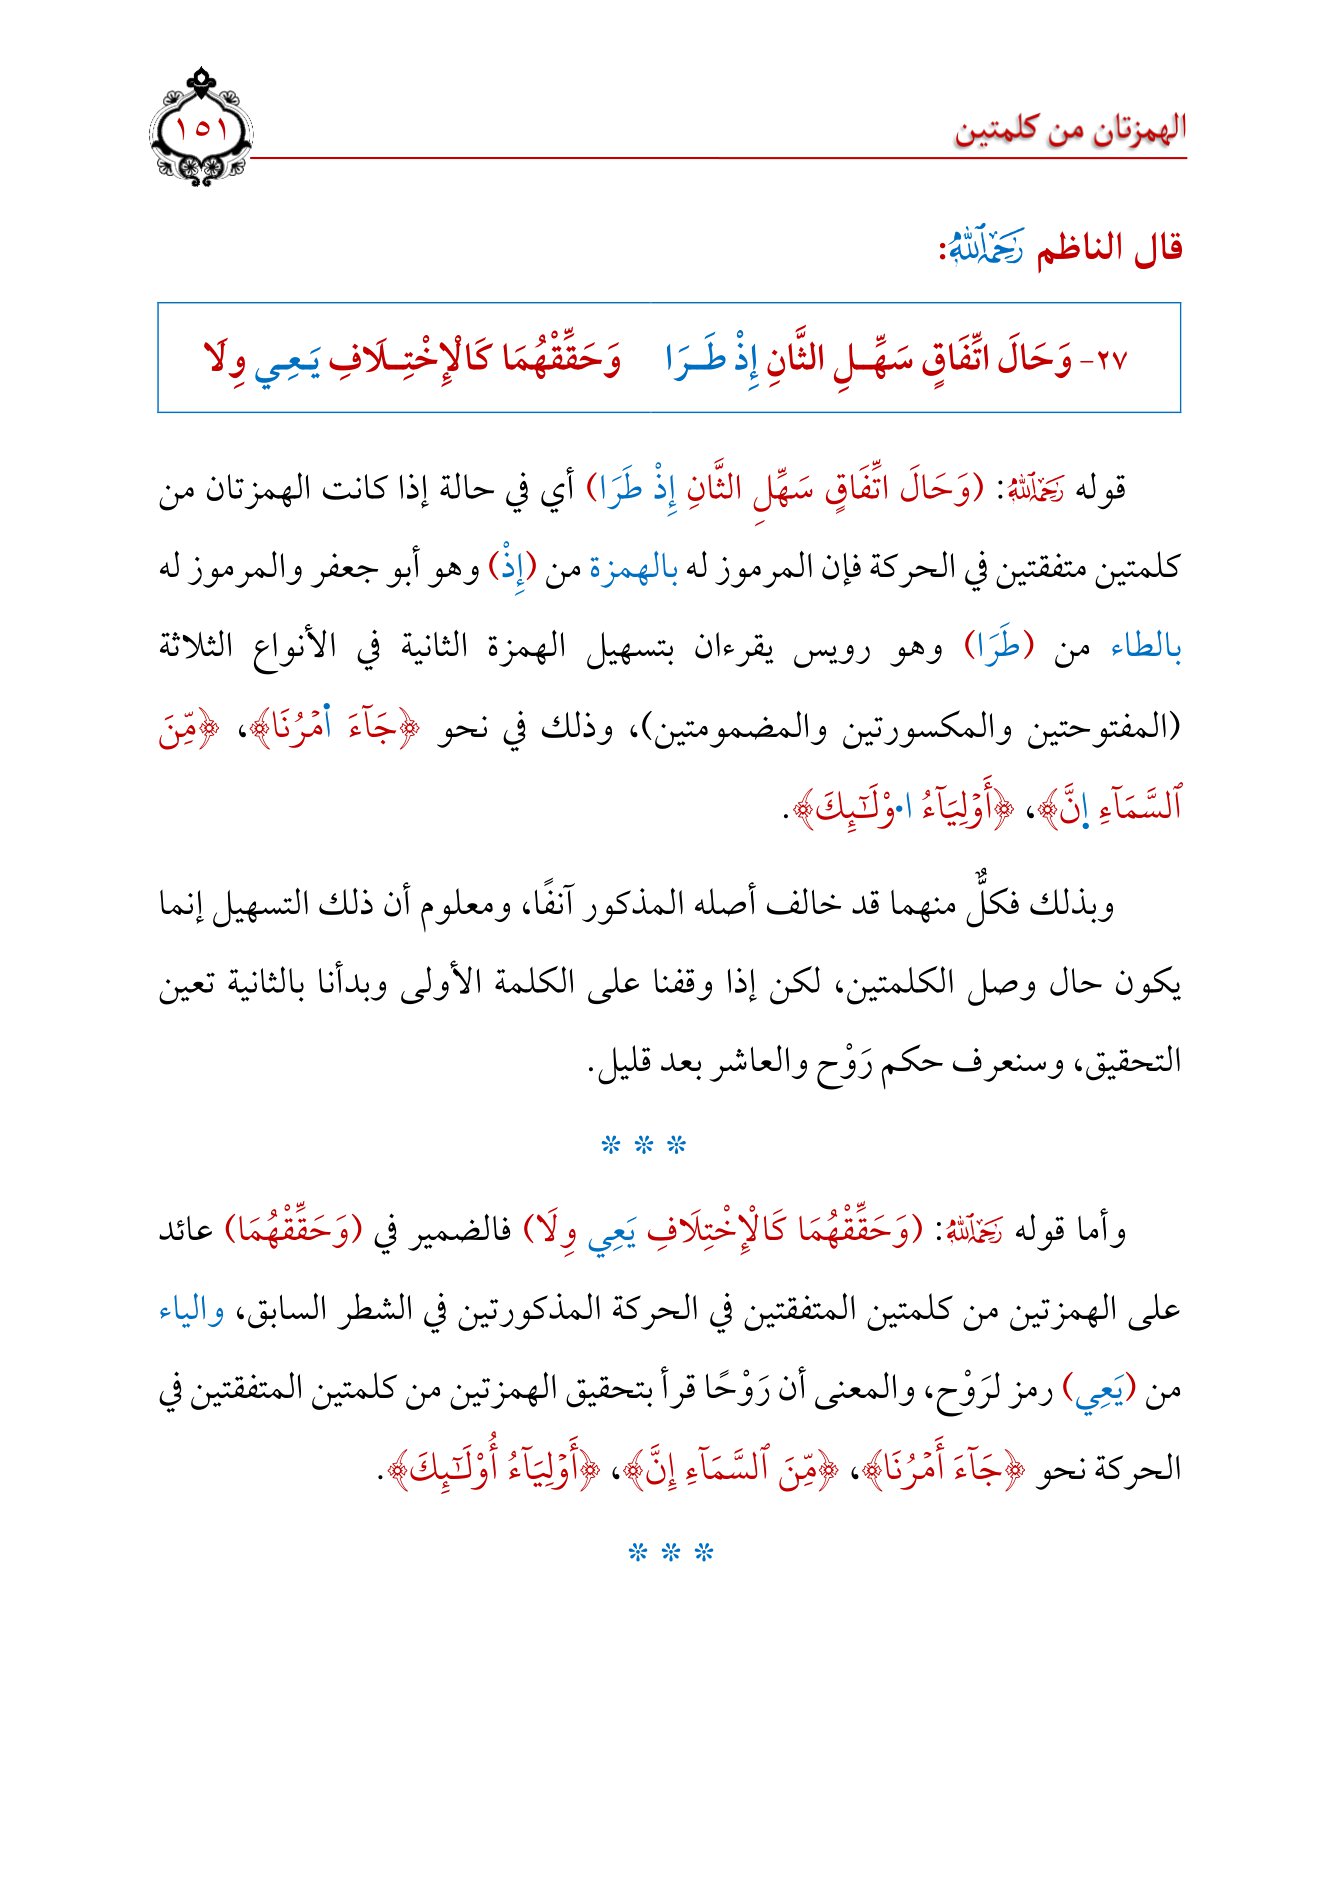 الهمزتان من كلمتين
١٥١
قال الناظم رَحِمَهُ ٱللَّهُ:
٢٧- وَحَالَ اتِّفَاقٍ سَهِّـلِ الثَّانِ إِذْ طَـرَا وَحَقِّقْهُمَا كَالْإِخْتِـلَافِ يَـعِـي وِلَا
قوله رَحِمَهُ ٱللَّهُ: (وَحَالَ اتِّفَاقٍ سَهِّلِ الثَّانِ إِذْ طَرَا) أي في حالة إذا كانت الهمزتان من
كلمتين متفقتين في الحركة فإن المرموز له بالهمزة من (إِذْ) وهو أبو جعفر والمرموز له
بالطاء من (طَرَا) وهو رويس يقرءان بتسهيل الهمزة الثانية في الأنواع الثلاثة
(المفتوحتين والمكسورتين والمضمومتين)، وذلك في نحو ﴿جَآءَ ا۬مۡرُنَا﴾، ﴿مِّنَ
ٱلسَّمَآءِ اِ۪نَّ﴾، ﴿أَوۡلِيَآءُ ا۬وْلَـٰٓئِكَ﴾.
وبذلك فكلٌّ منهما قد خالف أصله المذكور آنفًا، ومعلوم أن ذلك التسهيل إنما
يكون حال وصل الكلمتين، لكن إذا وقفنا على الكلمة الأولى وبدأنا بالثانية تعين
التحقيق، وسنعرف حكم رَوْح والعاشر بعد قليل.
* * *
وأما قوله رَحِمَهُ ٱللَّهُ: (وَحَقِّقْهُمَا كَالْإِخْتِلَافِ يَعِي وِلَا) فالضمير في (وَحَقِّقْهُمَا) عائد
على الهمزتين من كلمتين المتفقتين في الحركة المذكورتين في الشطر السابق، والياء
من (يَعِي) رمز لرَوْح، والمعنى أن رَوْحًا قرأ بتحقيق الهمزتين من كلمتين المتفقتين في
الحركة نحو ﴿جَآءَ أَمۡرُنَا﴾، ﴿مِّنَ ٱلسَّمَآءِ إِنَّ﴾، ﴿أَوۡلِيَآءُ أُوْلَـٰٓئِكَ﴾.
* * *